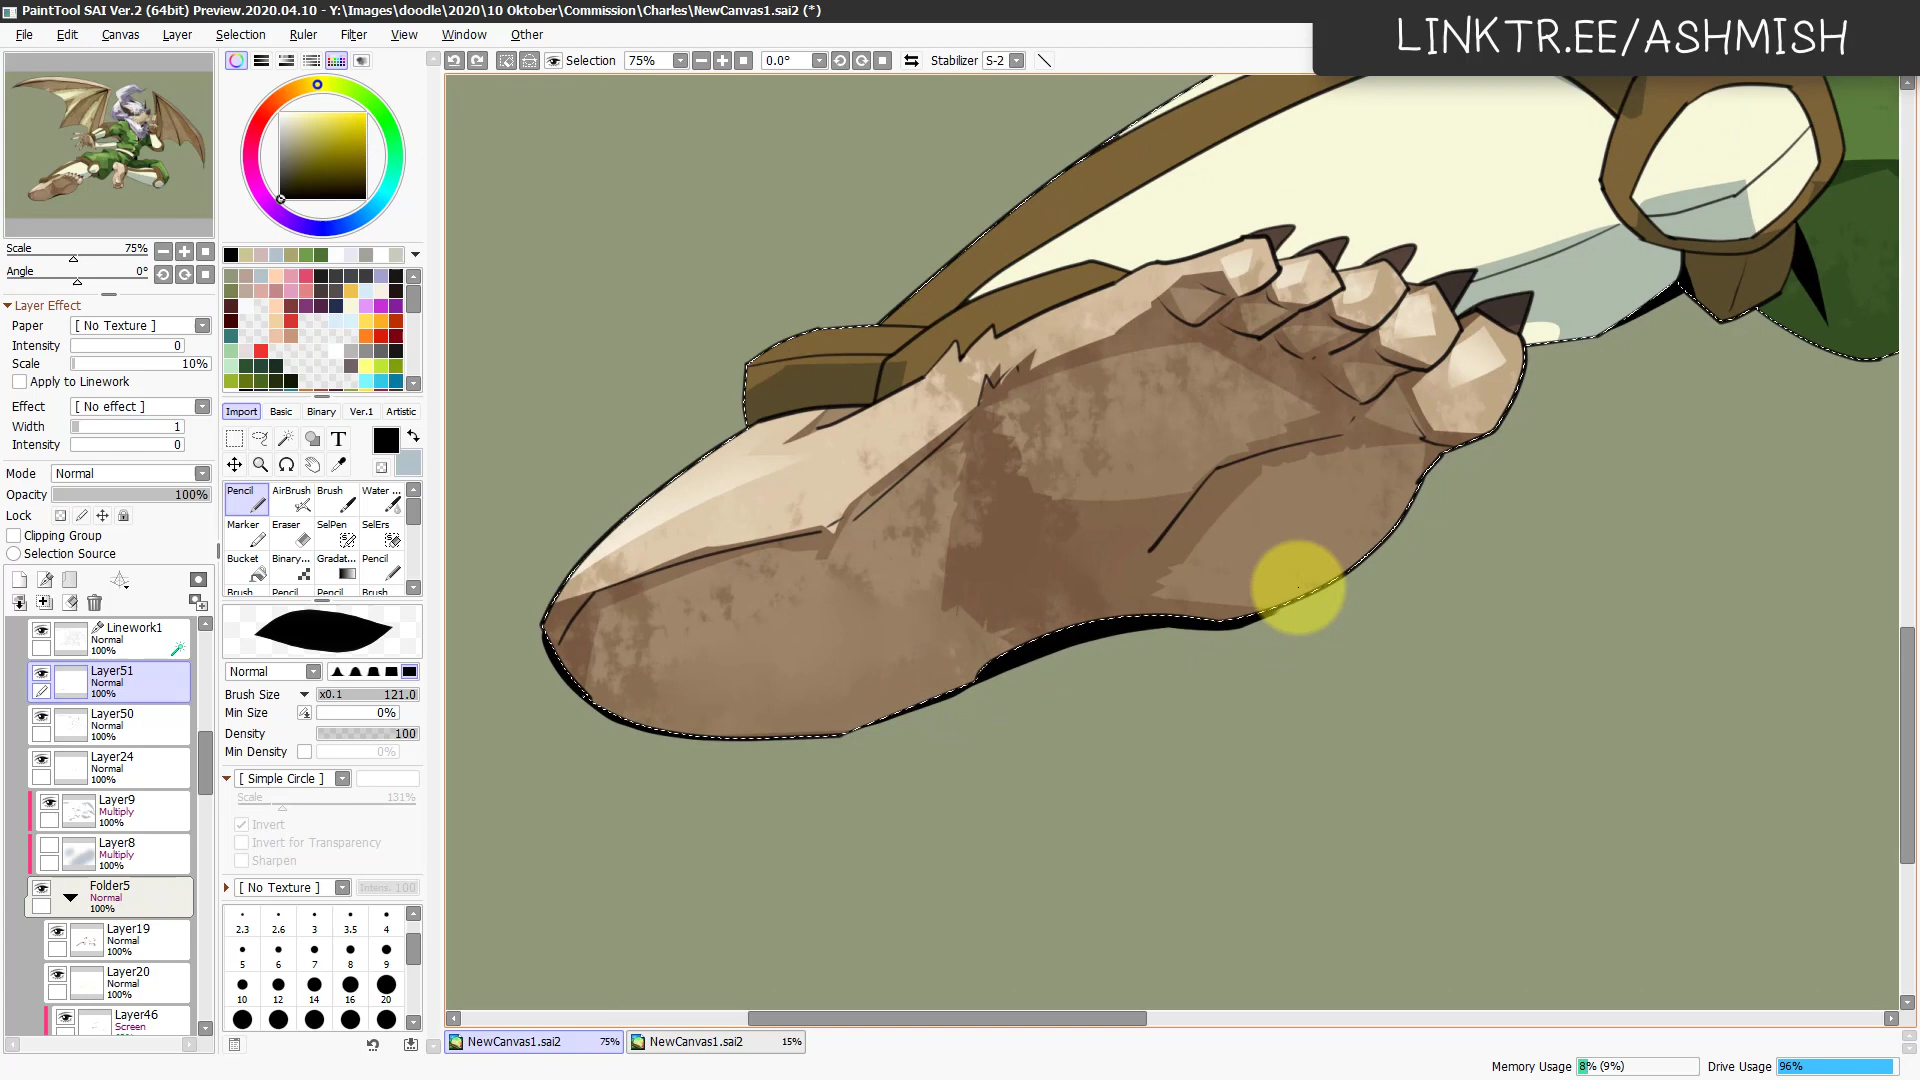 PaintTool SAI Ver.2 (64bit) Preview.2020.04.10 - Y:\Images\doodle\2020\10 Oktober\Commission\Charles\NewCanvas1.sai2 (*)
LINKTR.EE/ASHMISH
File Edit Canvas Layer Selection Ruler Filter View Window Other
Selection 75% 0.0° Stabilizer S-2
Scale 75%
Angle 0°
Layer Effect
Paper [ No Texture ]
Intensity 0
Scale 10%
Apply to Linework
Effect [ No effect ]
Width 1
Intensity 0
Mode Normal
Opacity 100%
Lock
Clipping Group
Selection Source
Linework1
Normal
100%
Layer51
Normal
100%
Layer50
Normal
100%
Layer24
Normal
100%
Layer9
Multiply
100%
Layer8
Multiply
100%
Folder5
Normal
100%
Layer19
Normal
100%
Layer20
Normal
100%
Layer46
Screen
Import Basic Binary Ver.1 Artistic
T
Pencil AirBrush Brush Water ...
Marker Eraser SelPen SelErs
Bucket Binary... Gradat... Pencil
Brush Pencil Pencil Brush
Normal
Brush Size x0.1 121.0
Min Size 0%
Density 100
Min Density 0%
[ Simple Circle ]
Scale 131%
Invert
Invert for Transparency
Sharpen
[ No Texture ] Intens. 100
2.3 2.6 3 3.5 4
5 6 7 8 9
10 12 14 16 20
NewCanvas1.sai2 75% NewCanvas1.sai2 15%
Memory Usage 8% (9%) Drive Usage 96%